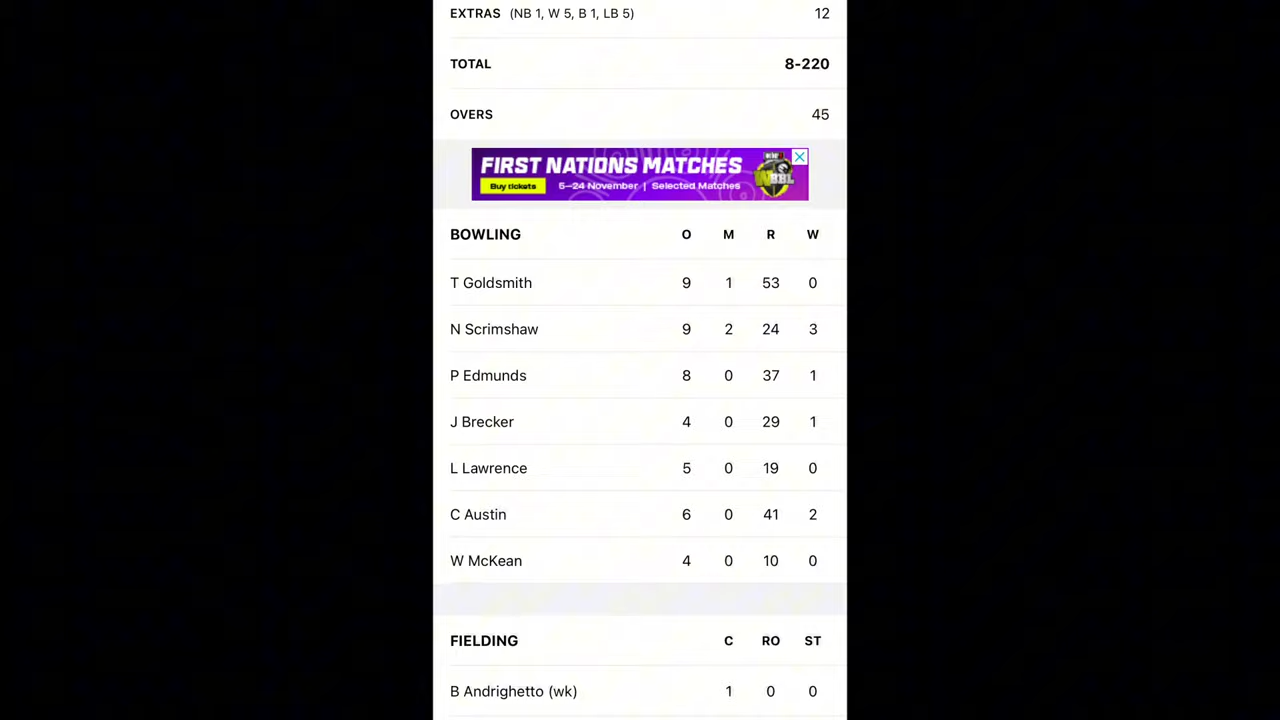 EXTRAS (NB 1, W 5, B 1, LB 5) 12
TOTAL 8-220
OVERS 45
FIRST NATIONS MATCHES
Buy tickets 5–24 November | Selected Matches
WBBL
BOWLING O M R W
T Goldsmith 9 1 53 0
N Scrimshaw 9 2 24 3
P Edmunds 8 0 37 1
J Brecker 4 0 29 1
L Lawrence 5 0 19 0
C Austin 6 0 41 2
W McKean 4 0 10 0
FIELDING C RO ST
B Andrighetto (wk) 1 0 0